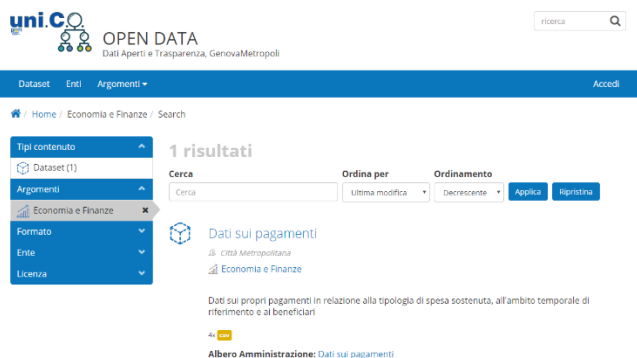 uni.C
ricerca
OPEN DATA
Dati Aperti e Trasparenza, GenovaMetropoli
Dataset Enti Argomenti Accedi
/ Home / Economia e Finanze / Search
Tipi contenuto
Dataset (1)
Argomenti
Economia e Finanze
Formato
Ente
Licenza
1 risultati
Cerca Ordina per Ordinamento
Cerca Ultima modifica Decrescente Applica Ripristina
Dati sui pagamenti
Città Metropolitana
Economia e Finanze
Dati sui propri pagamenti in relazione alla tipologia di spesa sostenuta, all'ambito temporale di
riferimento e ai beneficiari
4x csv
Albero Amministrazione: Dati sui pagamenti